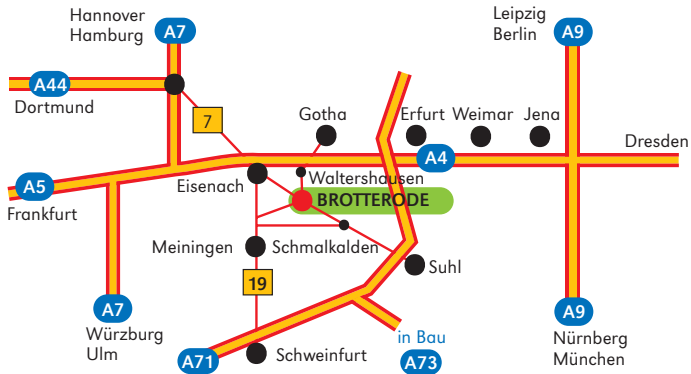 Hannover
Hamburg
A7
Leipzig
Berlin
A9
A44
Dortmund
7
Gotha
Erfurt
Weimar
Jena
Dresden
A4
A5
Frankfurt
Eisenach
Waltershausen
BROTTERODE
Meiningen
Schmalkalden
Suhl
19
A7
Würzburg
Ulm
A71
Schweinfurt
in Bau
A73
A9
Nürnberg
München